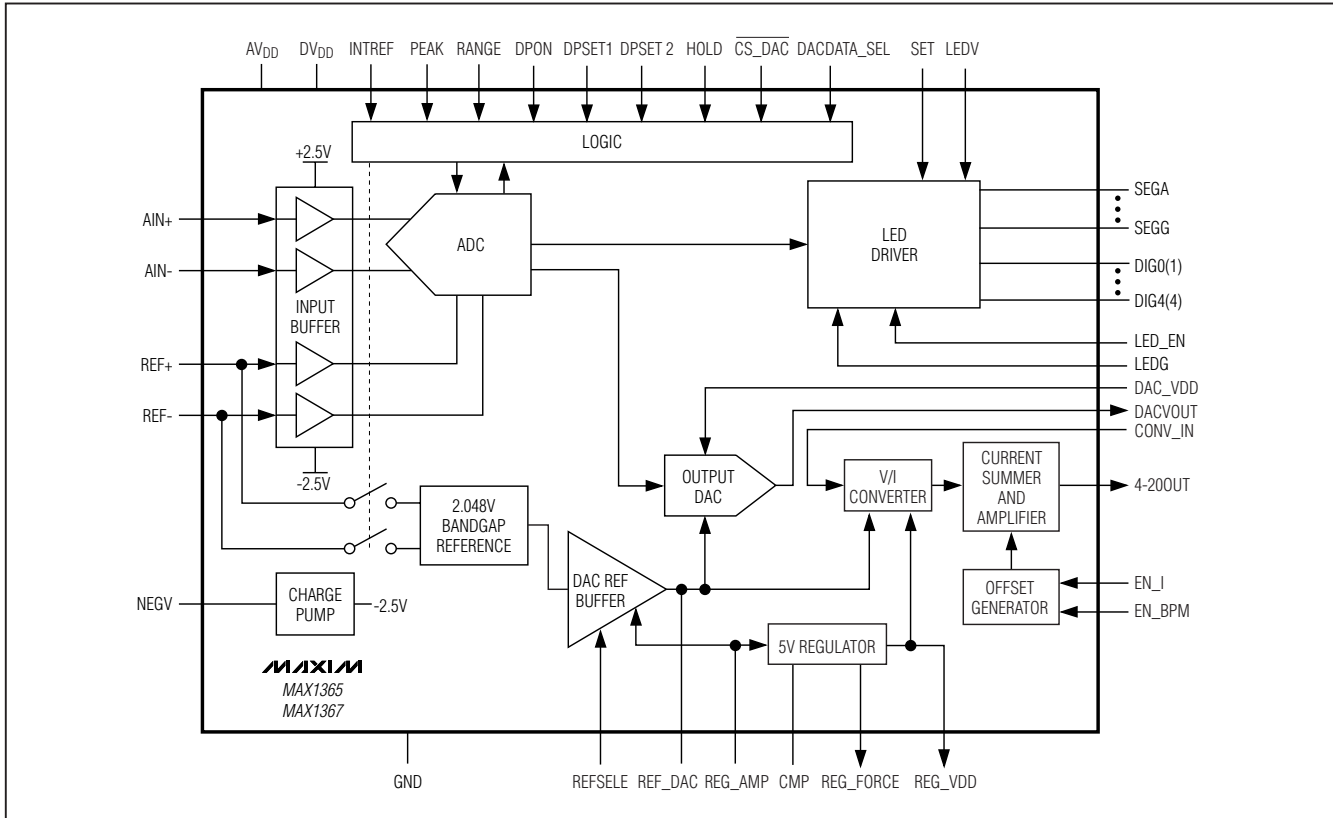 AVDD DVDD INTREF PEAK RANGE DPON DPSET1 DPSET 2 HOLD CS_DAC DACDATA_SEL SET LEDV
LOGIC
+2.5V
AIN+
AIN-
INPUT
BUFFER
REF+
REF-
-2.5V
ADC
LED
DRIVER
SEGA
SEGG
DIG0(1)
DIG4(4)
LED_EN
LEDG
DAC_VDD
DACVOUT
CONV_IN
OUTPUT
DAC
V/I
CONVERTER
CURRENT
SUMMER
AND
AMPLIFIER
4-20OUT
2.048V
BANDGAP
REFERENCE
DAC REF
BUFFER
OFFSET
GENERATOR
EN_I
EN_BPM
NEGV
CHARGE
PUMP
-2.5V
5V REGULATOR
MAXIM
MAX1365
MAX1367
GND REFSELE REF_DAC REG_AMP CMP REG_FORCE REG_VDD